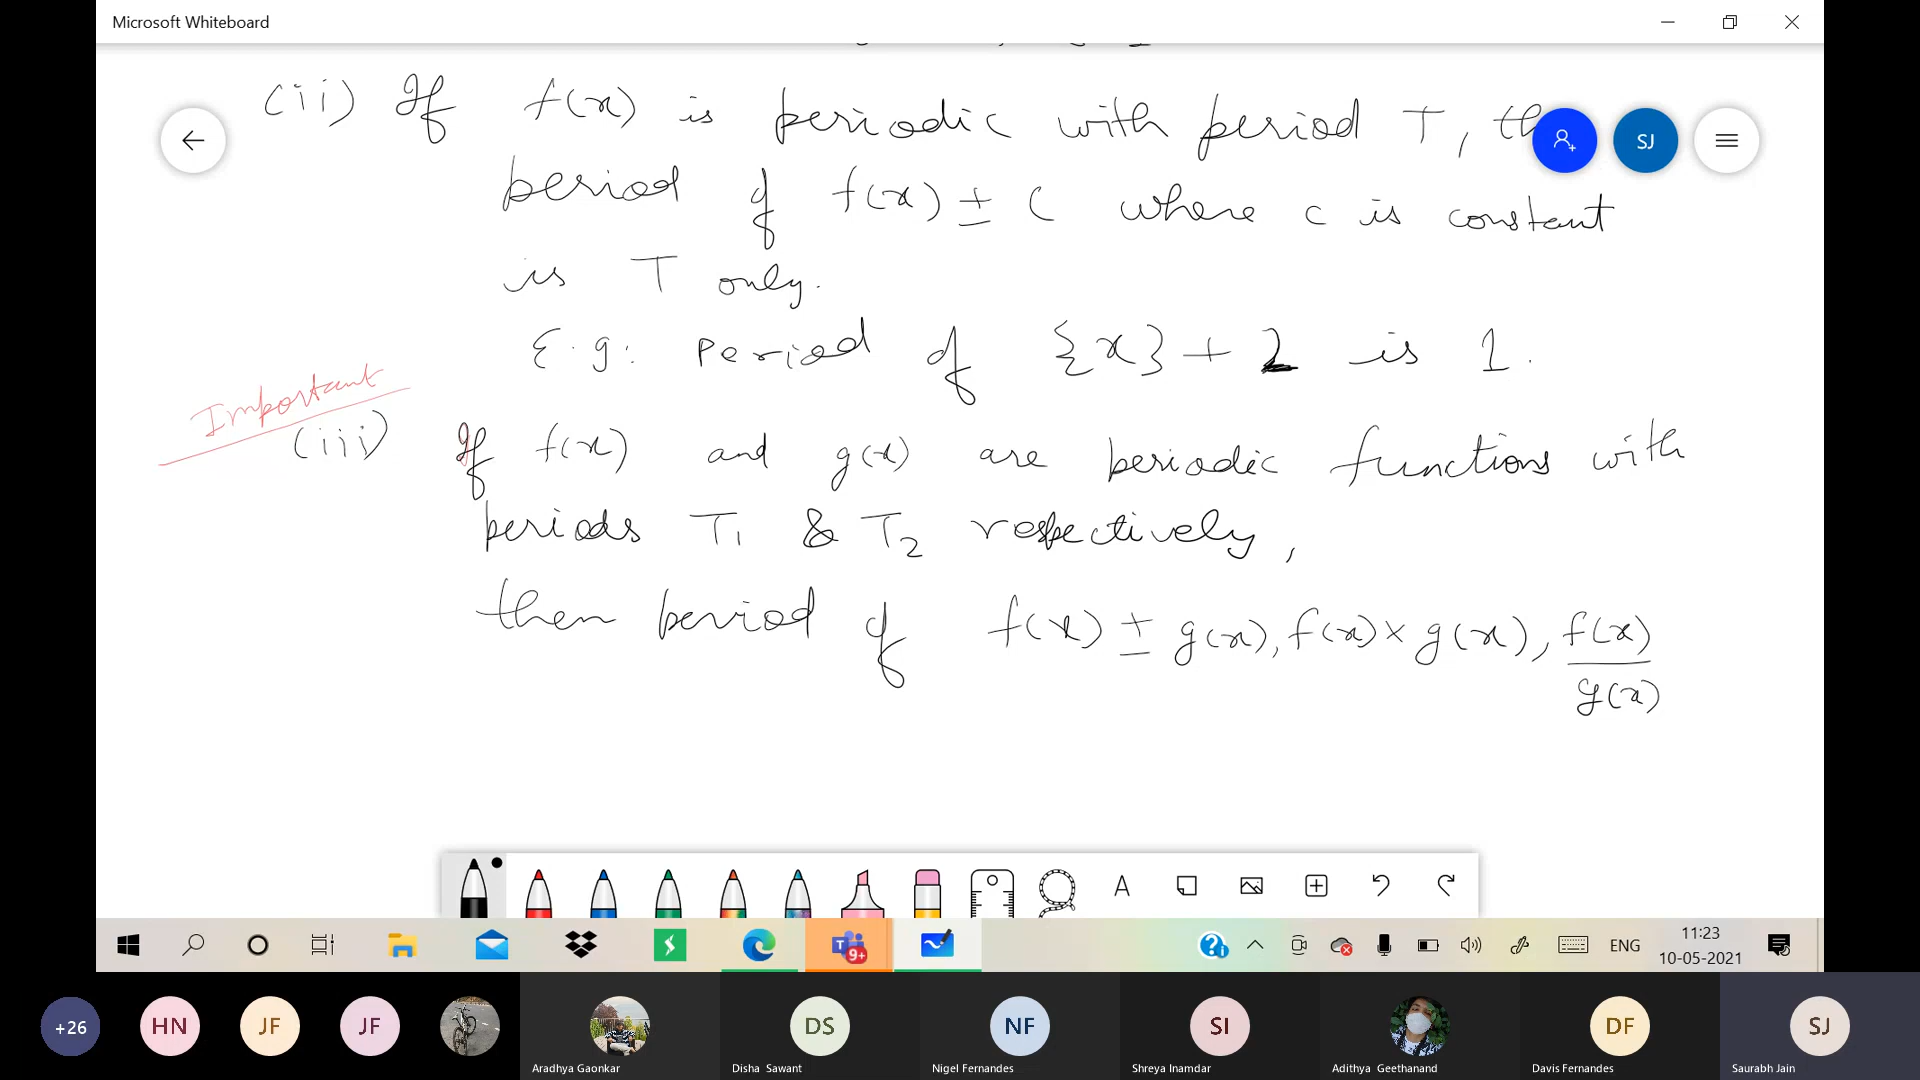 Microsoft Whiteboard
(ii) If f(x) is periodic with period T, th
SJ
period of f(x) ± C where c is constant
is T only.
E.g: Period of {x} + 2 is 1.
Important
(iii) If f(x) and g(x) are periodic functions with
periods T₁ & T₂ respectively,
then period of f(x) ± g(x), f(x) × g(x), f(x)/g(x)
A
T 9+
ENG
11:23
10-05-2021
+26 HN JF JF DS NF SI DF SJ
Aradhya Gaonkar Disha Sawant Nigel Fernandes Shreya Inamdar Adithya Geethanand Davis Fernandes Saurabh Jain